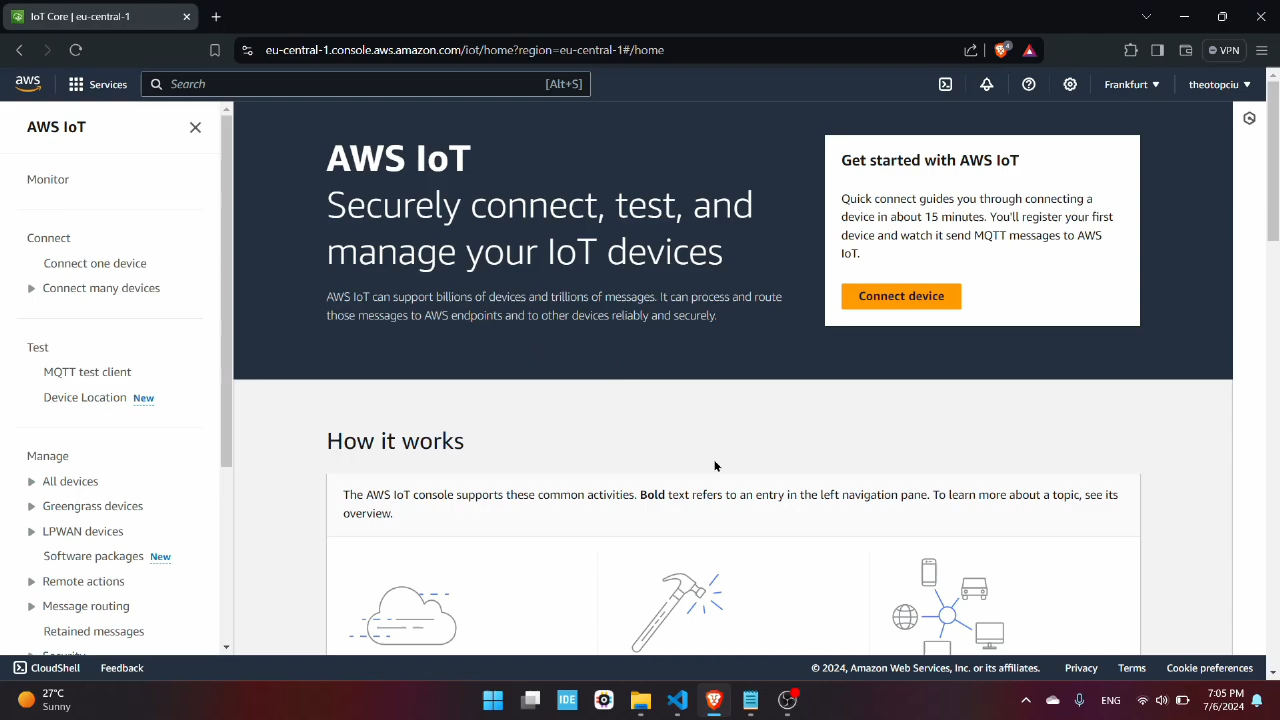 IoT Core | eu-central-1
eu-central-1.console.aws.amazon.com/iot/home?region=eu-central-1#/home
4
VPN
aws
Services
Search
[Alt+S]
Frankfurt
theotopciu
AWS IoT
Monitor
Connect
Connect one device
Connect many devices
Test
MQTT test client
Device Location New
Manage
All devices
Greengrass devices
LPWAN devices
Software packages New
Remote actions
Message routing
Retained messages
Security
AWS IoT
Securely connect, test, and
manage your IoT devices
AWS IoT can support billions of devices and trillions of messages. It can process and route
those messages to AWS endpoints and to other devices reliably and securely.
Get started with AWS IoT
Quick connect guides you through connecting a
device in about 15 minutes. You'll register your first
device and watch it send MQTT messages to AWS
IoT.
Connect device
How it works
The AWS IoT console supports these common activities. Bold text refers to an entry in the left navigation pane. To learn more about a topic, see its
overview.
CloudShell
Feedback
© 2024, Amazon Web Services, Inc. or its affiliates.
Privacy
Terms
Cookie preferences
27°C
Sunny
IDE
ENG
7:05 PM
7/6/2024